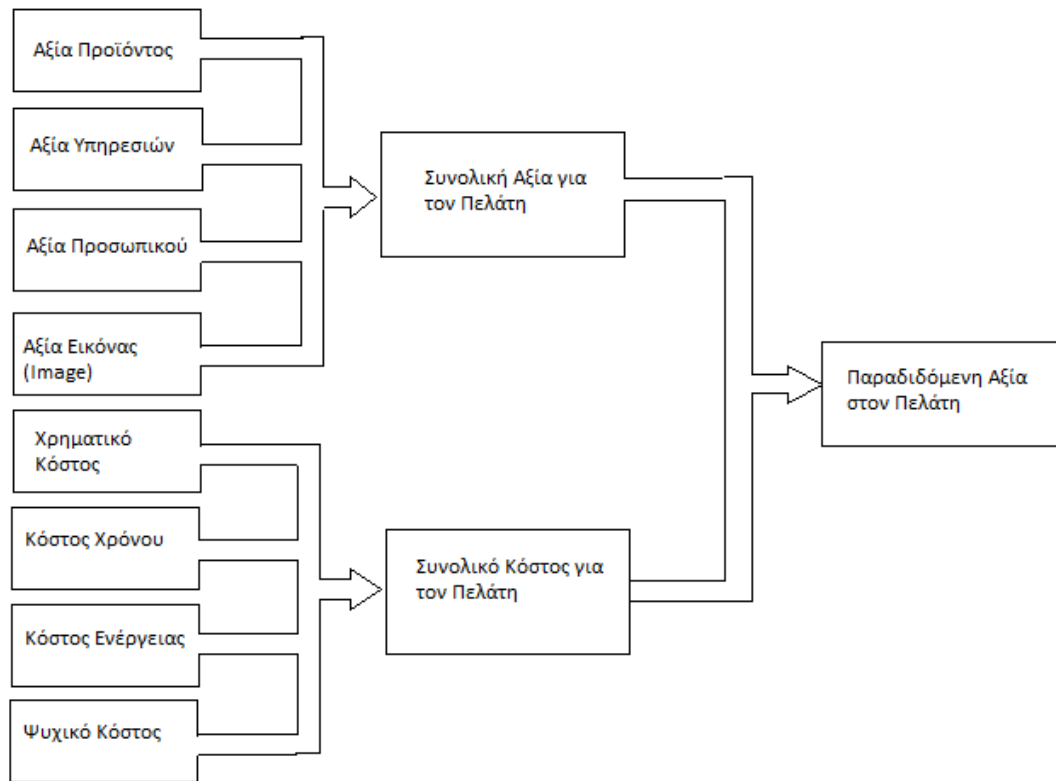 Αξία Προϊόντος
Αξία Υπηρεσιών
Αξία Προσωπικού
Αξία Εικόνας
(Image)
Χρηματικό
Κόστος
Κόστος Χρόνου
Κόστος Ενέργειας
Ψυχικό Κόστος
Συνολική Αξία για
τον Πελάτη
Συνολικό Κόστος για
τον Πελάτη
Παραδιδόμενη Αξία
στον Πελάτη